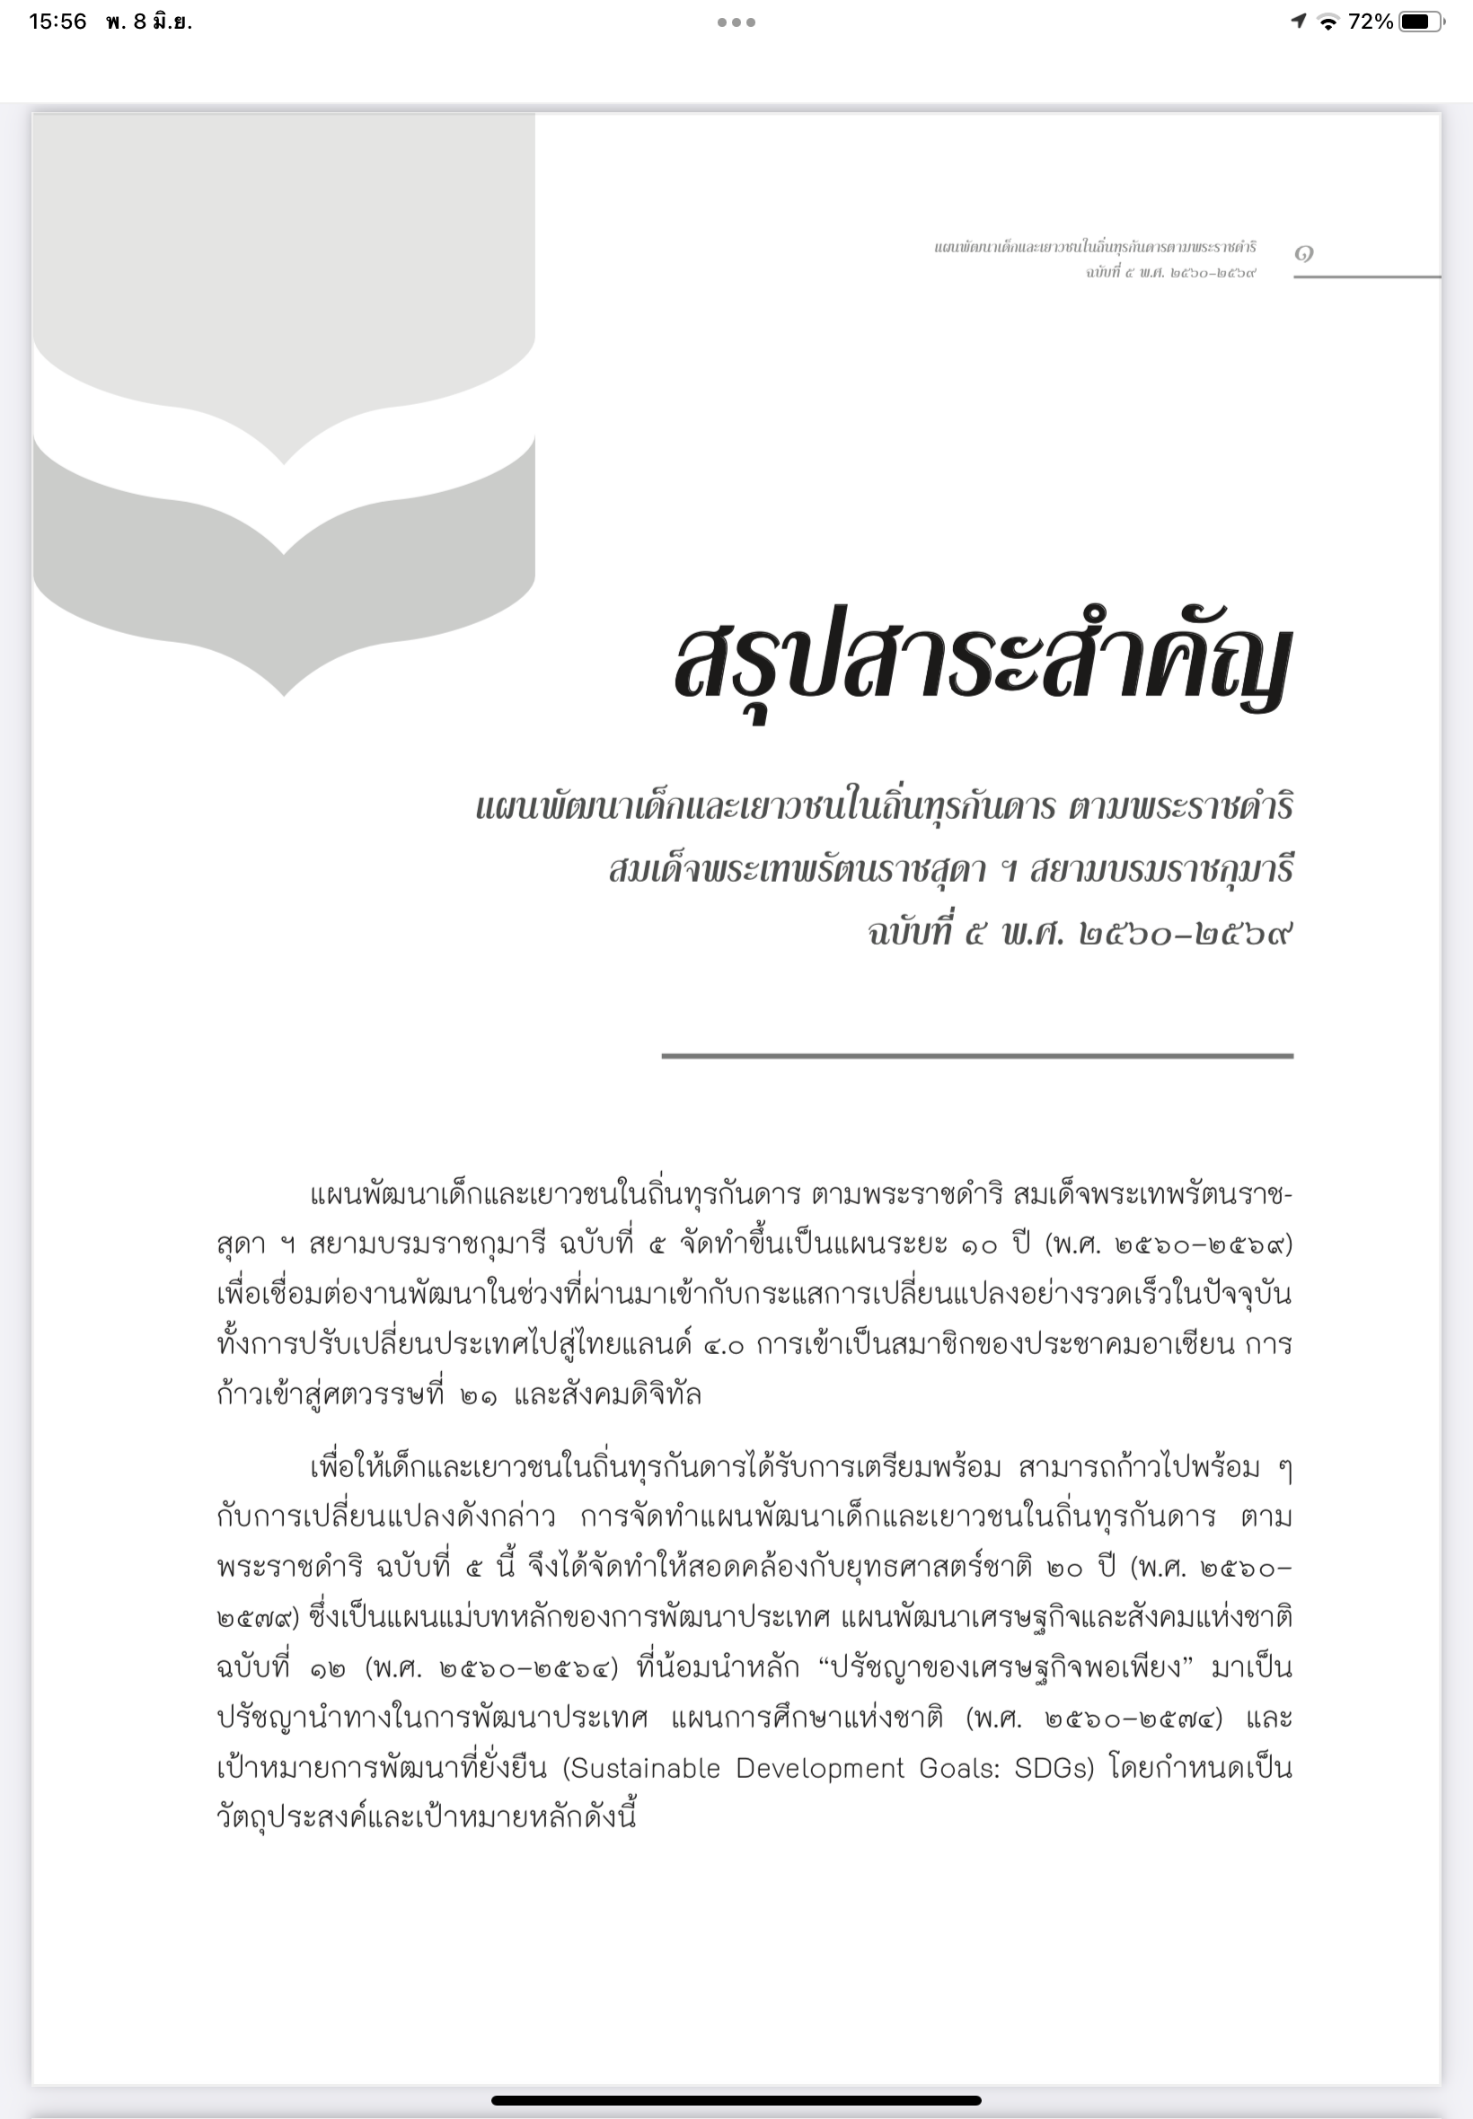 15:56 พ. 8 มิ.ย.
72%
แผนพัฒนาเด็กและเยาวชนในถิ่นทุรกันดารตามพระราชดำริ
ฉบับที่ ๕ พ.ศ. ๒๕๖๐–๒๕๖๙
๑
สรุปสาระสำคัญ
แผนพัฒนาเด็กและเยาวชนในถิ่นทุรกันดาร ตามพระราชดำริ
สมเด็จพระเทพรัตนราชสุดา ฯ สยามบรมราชกุมารี
ฉบับที่ ๕ พ.ศ. ๒๕๖๐–๒๕๖๙
แผนพัฒนาเด็กและเยาวชนในถิ่นทุรกันดาร ตามพระราชดำริ สมเด็จพระเทพรัตนราช-
สุดา ฯ สยามบรมราชกุมารี ฉบับที่ ๕ จัดทำขึ้นเป็นแผนระยะ ๑๐ ปี (พ.ศ. ๒๕๖๐–๒๕๖๙)
เพื่อเชื่อมต่องานพัฒนาในช่วงที่ผ่านมาเข้ากับกระแสการเปลี่ยนแปลงอย่างรวดเร็วในปัจจุบัน
ทั้งการปรับเปลี่ยนประเทศไปสู่ไทยแลนด์ ๔.๐ การเข้าเป็นสมาชิกของประชาคมอาเซียน การ
ก้าวเข้าสู่ศตวรรษที่ ๒๑ และสังคมดิจิทัล
เพื่อให้เด็กและเยาวชนในถิ่นทุรกันดารได้รับการเตรียมพร้อม สามารถก้าวไปพร้อม ๆ
กับการเปลี่ยนแปลงดังกล่าว การจัดทำแผนพัฒนาเด็กและเยาวชนในถิ่นทุรกันดาร ตาม
พระราชดำริ ฉบับที่ ๕ นี้ จึงได้จัดทำให้สอดคล้องกับยุทธศาสตร์ชาติ ๒๐ ปี (พ.ศ. ๒๕๖๐–
๒๕๗๙) ซึ่งเป็นแผนแม่บทหลักของการพัฒนาประเทศ แผนพัฒนาเศรษฐกิจและสังคมแห่งชาติ
ฉบับที่ ๑๒ (พ.ศ. ๒๕๖๐–๒๕๖๔) ที่น้อมนำหลัก “ปรัชญาของเศรษฐกิจพอเพียง” มาเป็น
ปรัชญานำทางในการพัฒนาประเทศ แผนการศึกษาแห่งชาติ (พ.ศ. ๒๕๖๐–๒๕๗๔) และ
เป้าหมายการพัฒนาที่ยั่งยืน (Sustainable Development Goals: SDGs) โดยกำหนดเป็น
วัตถุประสงค์และเป้าหมายหลักดังนี้